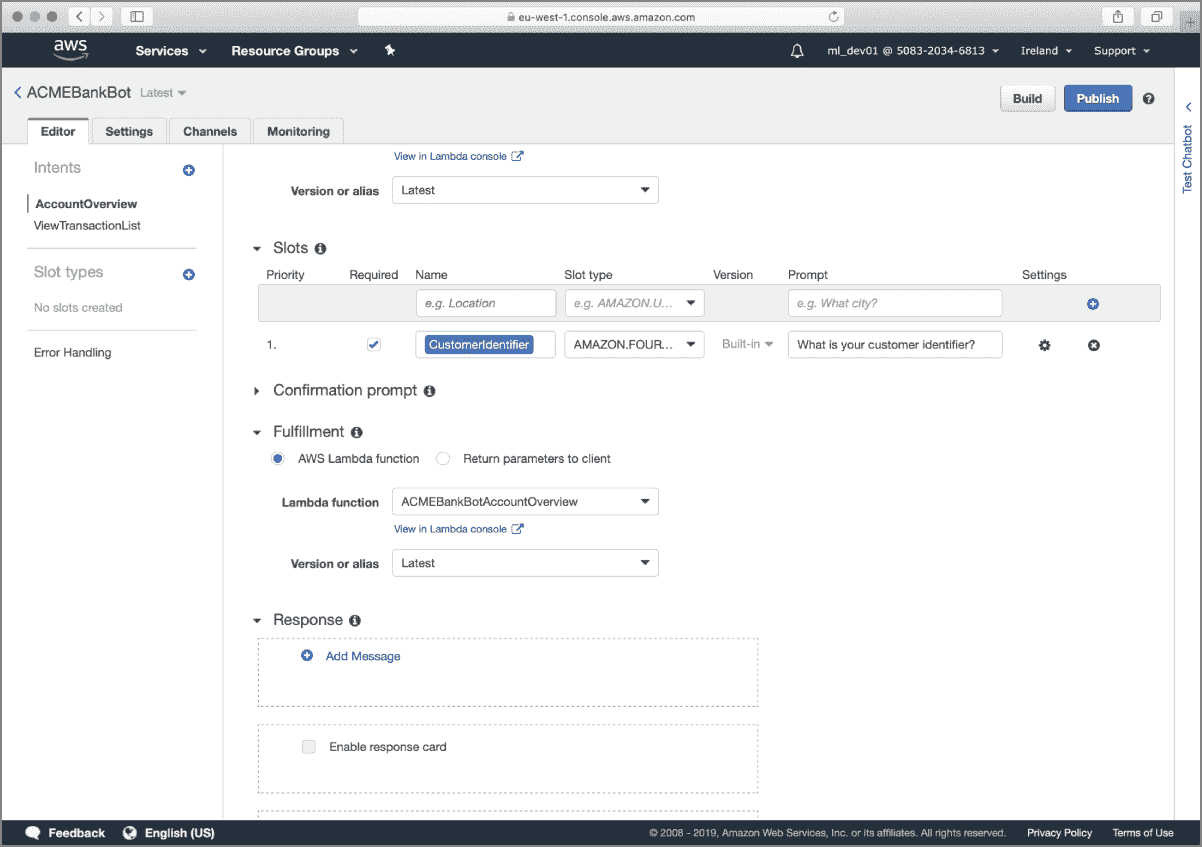 eu-west-1.console.aws.amazon.com
aws Services Resource Groups ml_dev01 @ 5083-2034-6813 Ireland Support
ACMEBankBot Latest
Build Publish
Test Chatbot
Editor Settings Channels Monitoring
Intents
AccountOverview
ViewTransactionList
Slot types
No slots created
Error Handling
View in Lambda console
Version or alias Latest
Slots
Priority Required Name Slot type Version Prompt Settings
e.g. Location e.g. AMAZON.U... e.g. What city?
1. CustomerIdentifier AMAZON.FOUR... Built-in What is your customer identifier?
Confirmation prompt
Fulfillment
AWS Lambda function Return parameters to client
Lambda function ACMEBankBotAccountOverview
View in Lambda console
Version or alias Latest
Response
Add Message
Enable response card
Feedback English (US) © 2008 - 2019, Amazon Web Services, Inc. or its affiliates. All rights reserved. Privacy Policy Terms of Use